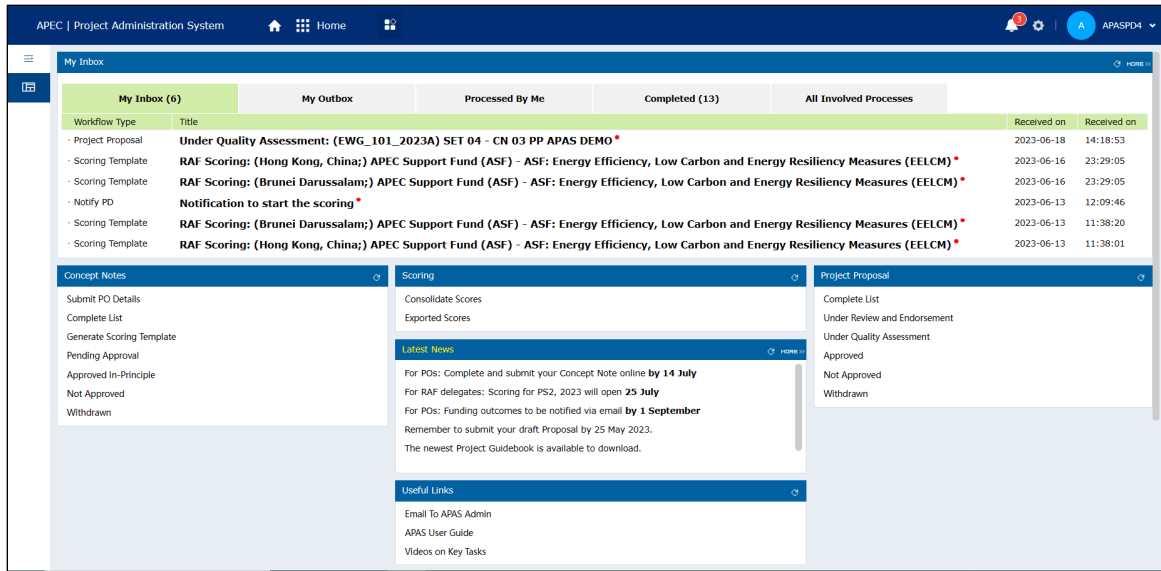 APEC | Project Administration System Home 3 A APASPD4
My Inbox MORE >>
My Inbox (6) My Outbox Processed By Me Completed (13) All Involved Processes
Workflow Type Title Received on Received on
· Project Proposal Under Quality Assessment: (EWG_101_2023A) SET 04 - CN 03 PP APAS DEMO 2023-06-18 14:18:53
· Scoring Template RAF Scoring: (Hong Kong, China;) APEC Support Fund (ASF) - ASF: Energy Efficiency, Low Carbon and Energy Resiliency Measures (EELCM) 2023-06-16 23:29:05
· Scoring Template RAF Scoring: (Brunei Darussalam;) APEC Support Fund (ASF) - ASF: Energy Efficiency, Low Carbon and Energy Resiliency Measures (EELCM) 2023-06-16 23:29:05
· Notify PD Notification to start the scoring 2023-06-13 12:09:46
· Scoring Template RAF Scoring: (Brunei Darussalam;) APEC Support Fund (ASF) - ASF: Energy Efficiency, Low Carbon and Energy Resiliency Measures (EELCM) 2023-06-13 11:38:20
· Scoring Template RAF Scoring: (Hong Kong, China;) APEC Support Fund (ASF) - ASF: Energy Efficiency, Low Carbon and Energy Resiliency Measures (EELCM) 2023-06-13 11:38:01
Concept Notes
Submit PO Details
Complete List
Generate Scoring Template
Pending Approval
Approved In-Principle
Not Approved
Withdrawn
Scoring
Consolidate Scores
Exported Scores
Latest News MORE >>
For POs: Complete and submit your Concept Note online by 14 July
For RAF delegates: Scoring for PS2, 2023 will open 25 July
For POs: Funding outcomes to be notified via email by 1 September
Remember to submit your draft Proposal by 25 May 2023.
The newest Project Guidebook is available to download.
Useful Links
Email To APAS Admin
APAS User Guide
Videos on Key Tasks
Project Proposal
Complete List
Under Review and Endorsement
Under Quality Assessment
Approved
Not Approved
Withdrawn